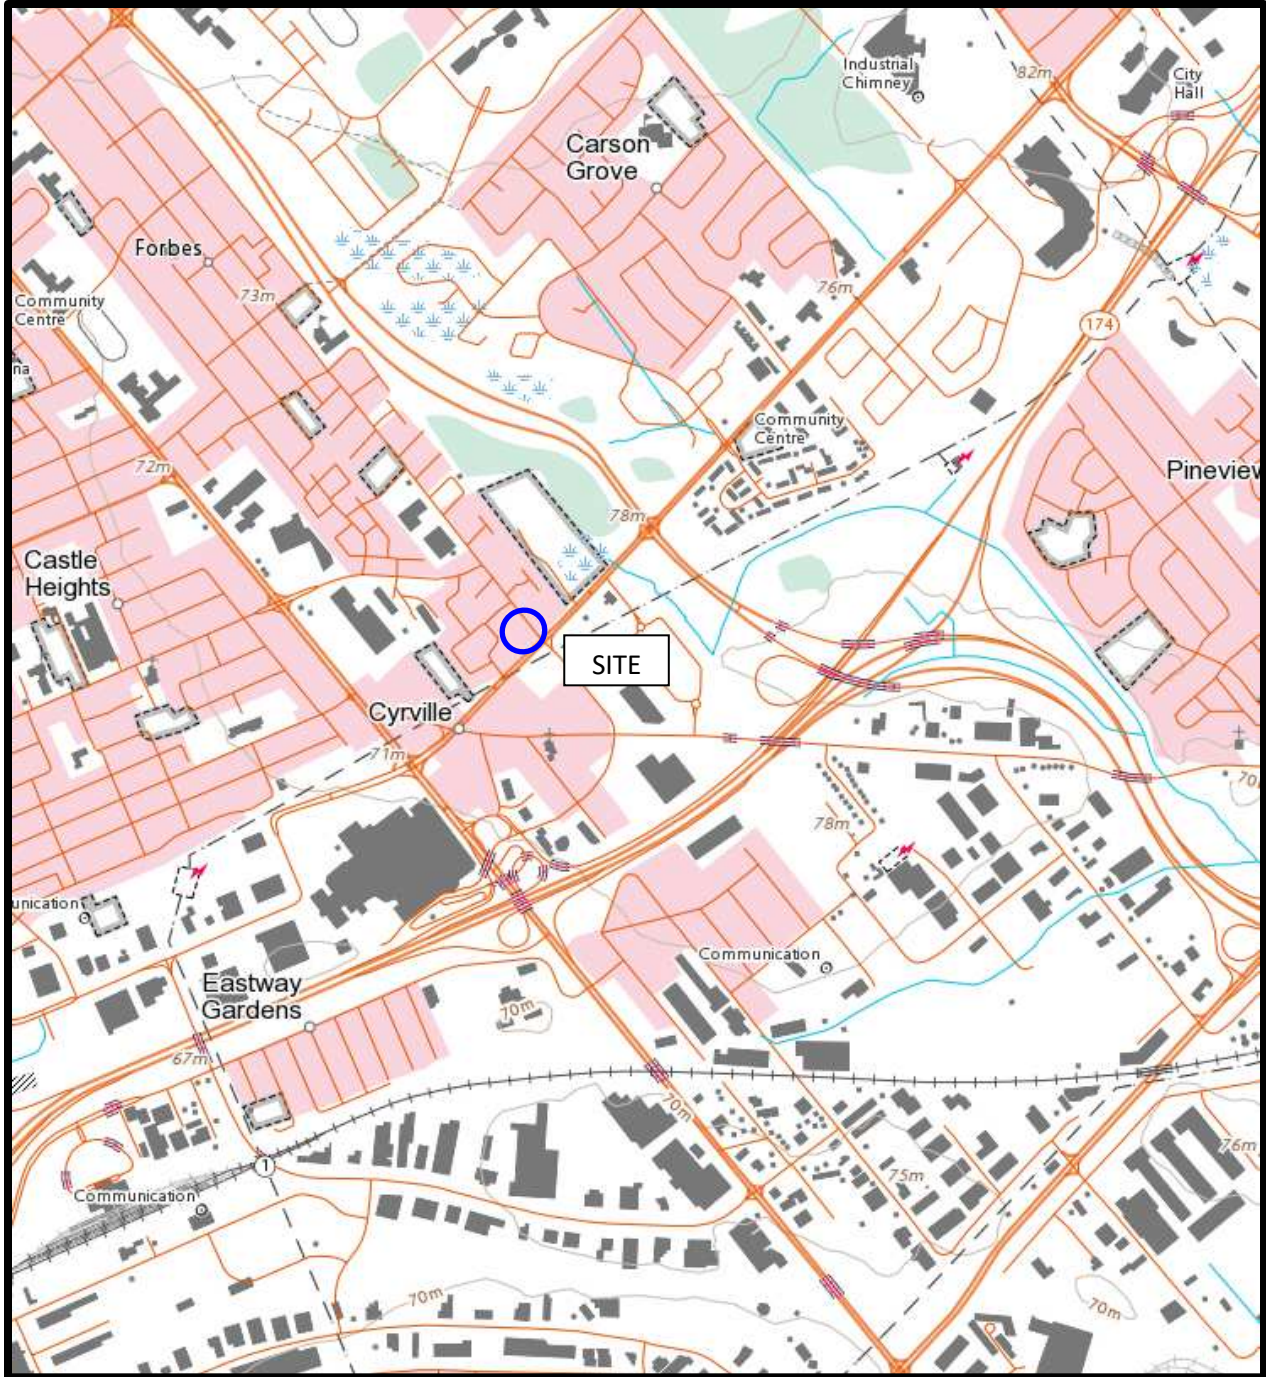 Industrial
Chimney
82m
City
Hall
Carson
Grove
Forbes
73m
76m
Community
Centre
174
na
Community
Centre
72m
Pineview
78m
Castle
Heights
SITE
Cyrville
71m
70
78m
unication
Communication
Eastway
Gardens
70m
67m
70m
76m
1
75m
Communication
70m
70m